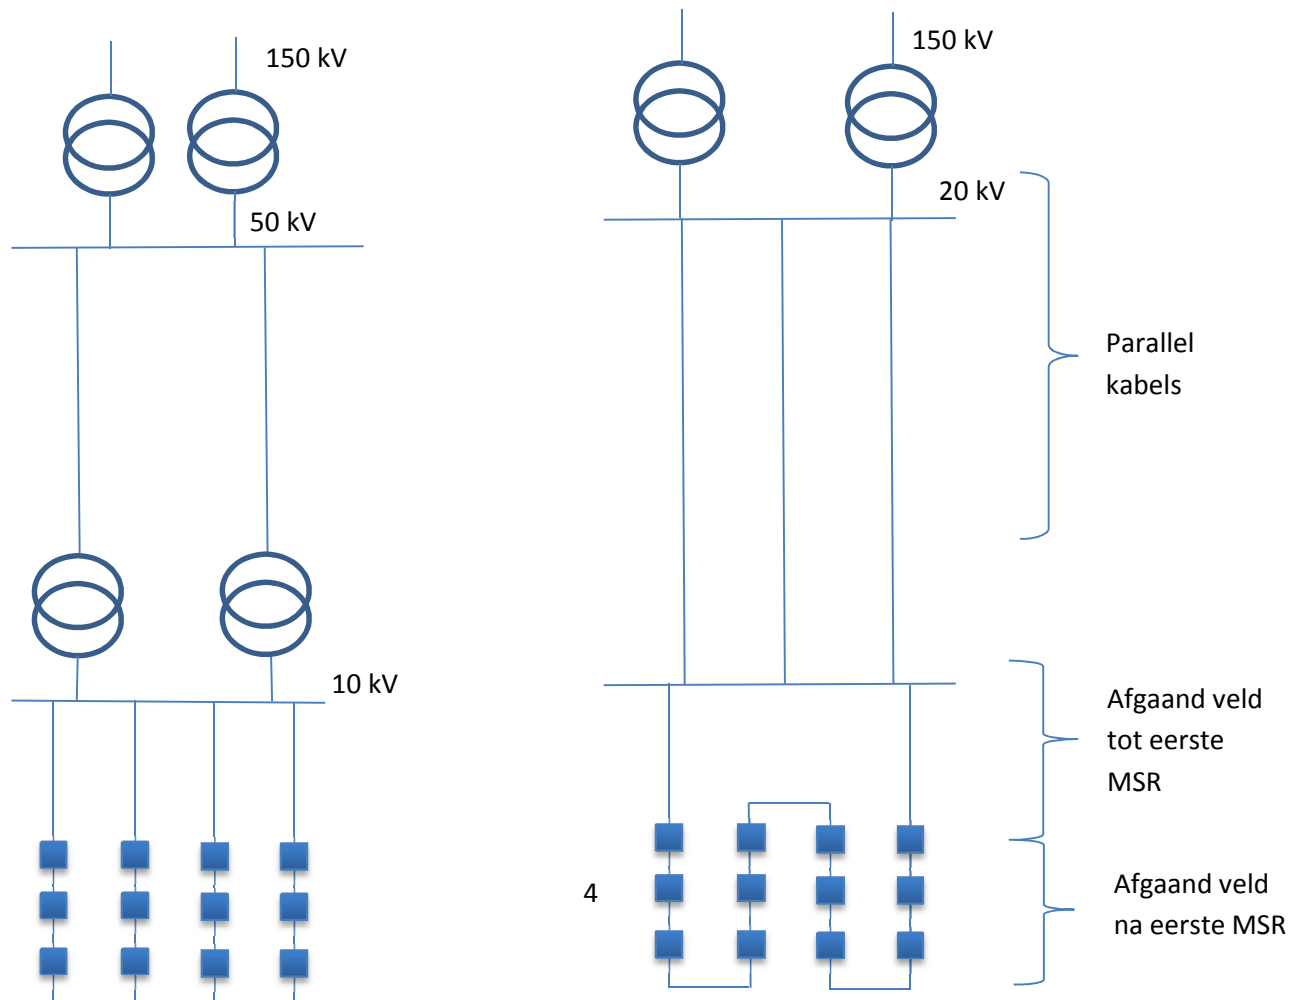 150 kV
150 kV
50 kV
20 kV
Parallel
kabels
10 kV
Afgaand veld
tot eerste
MSR
4
Afgaand veld
na eerste MSR